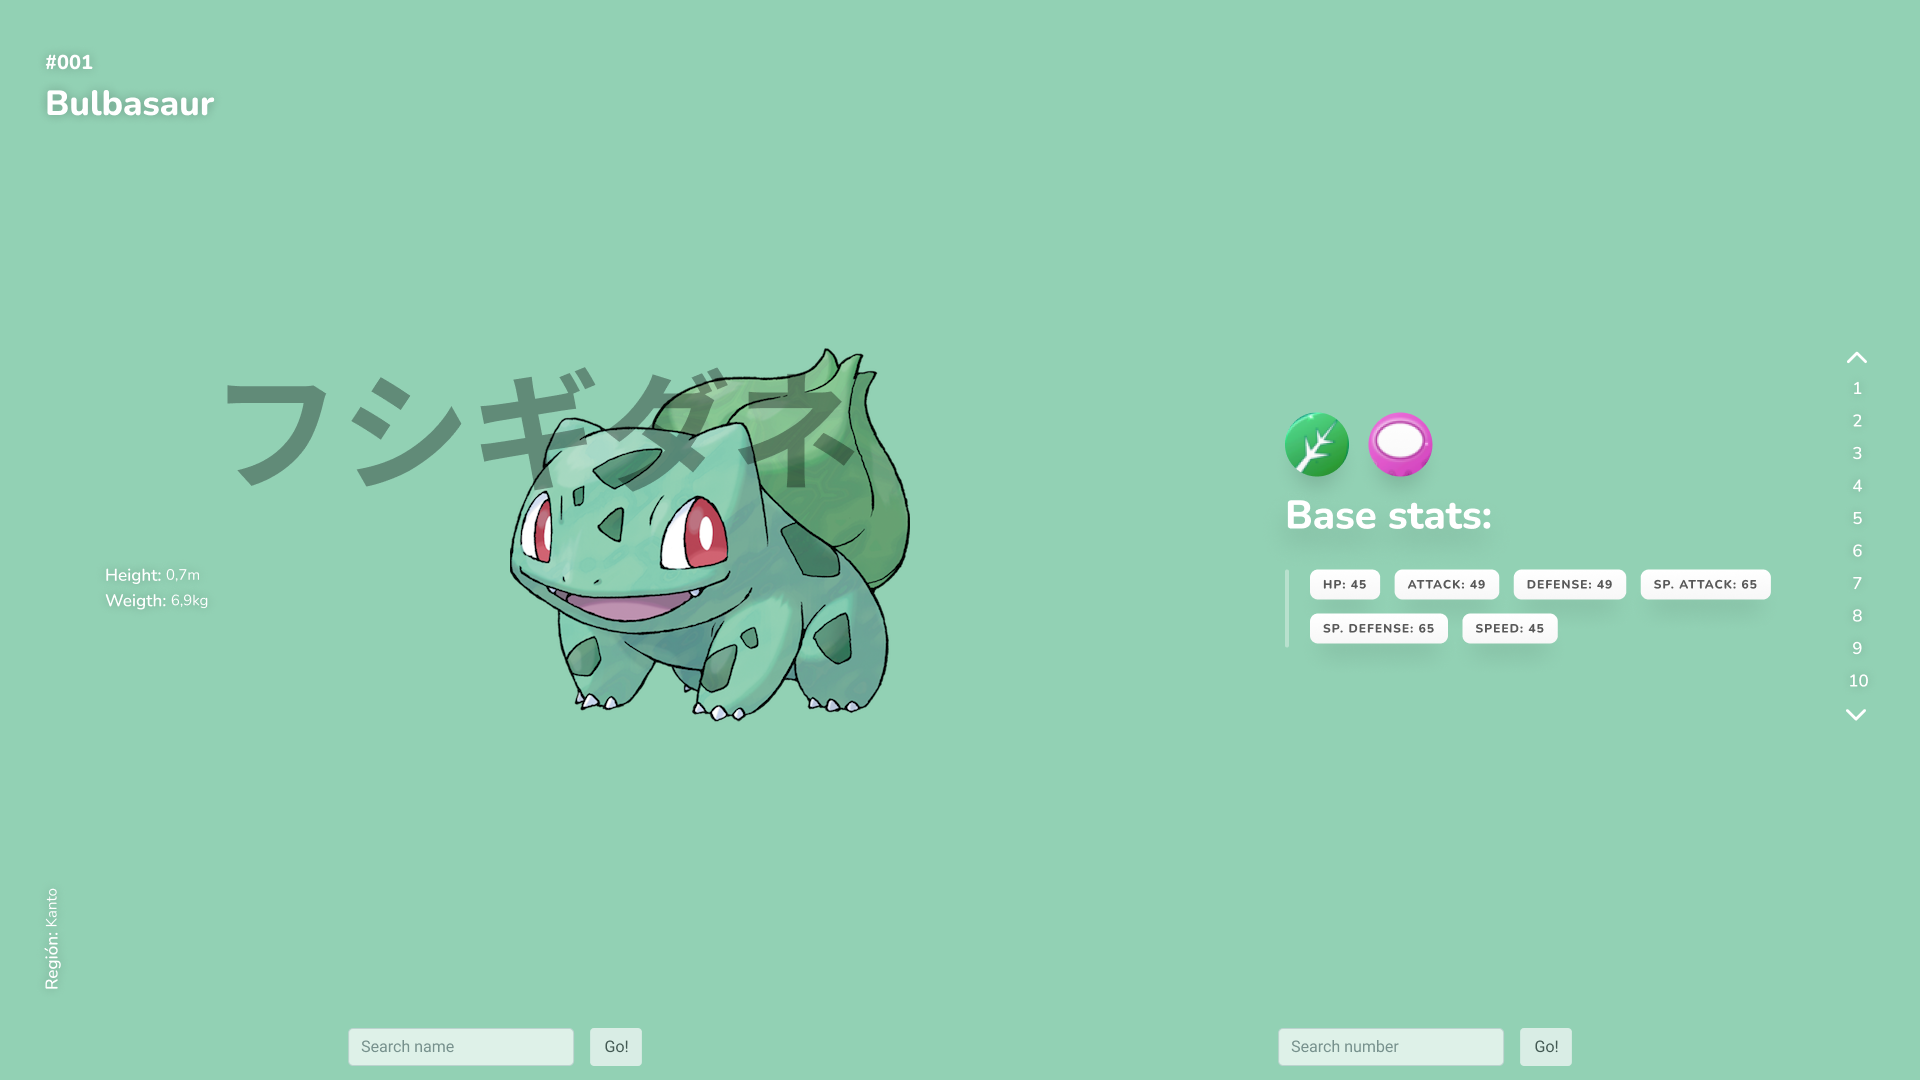 #001
Bulbasaur
フシギダネ
Height: 0,7m
Weigth: 6,9kg
Región: Kanto
Base stats:
HP: 45 ATTACK: 49 DEFENSE: 49 SP. ATTACK: 65
SP. DEFENSE: 65 SPEED: 45
1
2
3
4
5
6
7
8
9
10
Search name Go!
Search number Go!